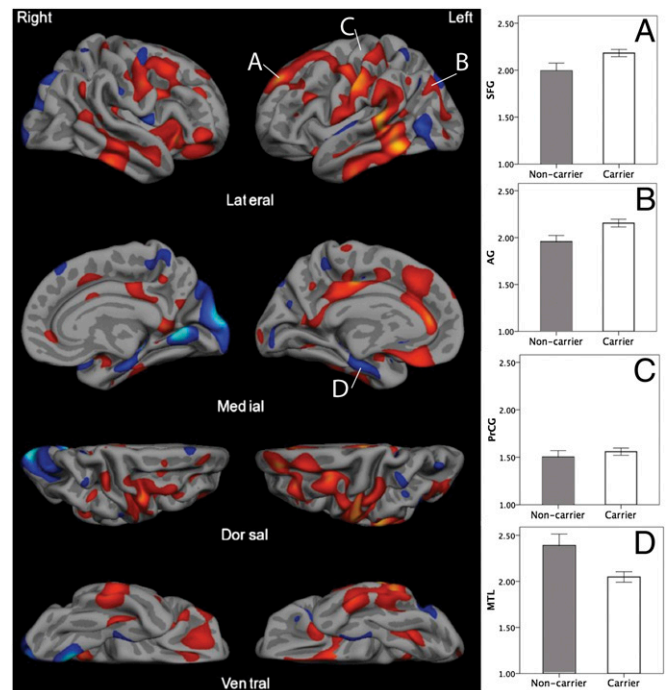 Right
Left
A
C
B
Lateral
D
Medial
Dorsal
Ventral
A
2.50
2.00
1.50
1.00
SFG
Non-carrier
Carrier
B
2.50
2.00
1.50
1.00
AG
Non-carrier
Carrier
C
2.50
2.00
1.50
1.00
PrCG
Non-carrier
Carrier
D
2.50
2.00
1.50
1.00
MTL
Non-carrier
Carrier